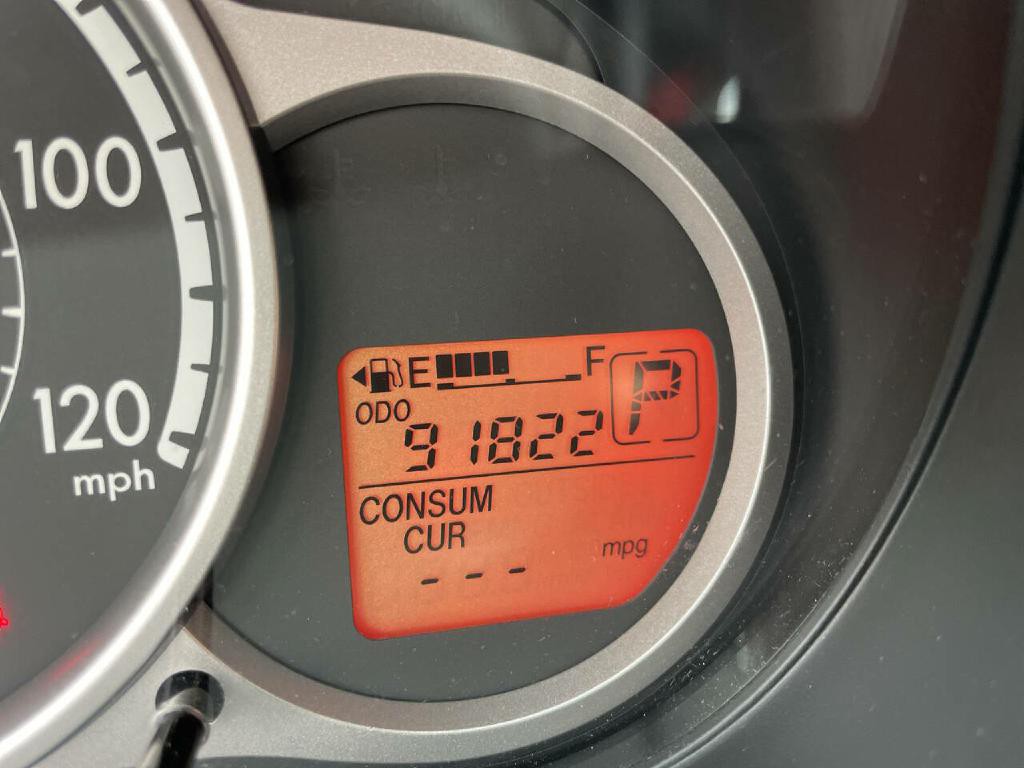 100
120
mph
E F
P
ODO
91822
CONSUM
CUR
mpg
---